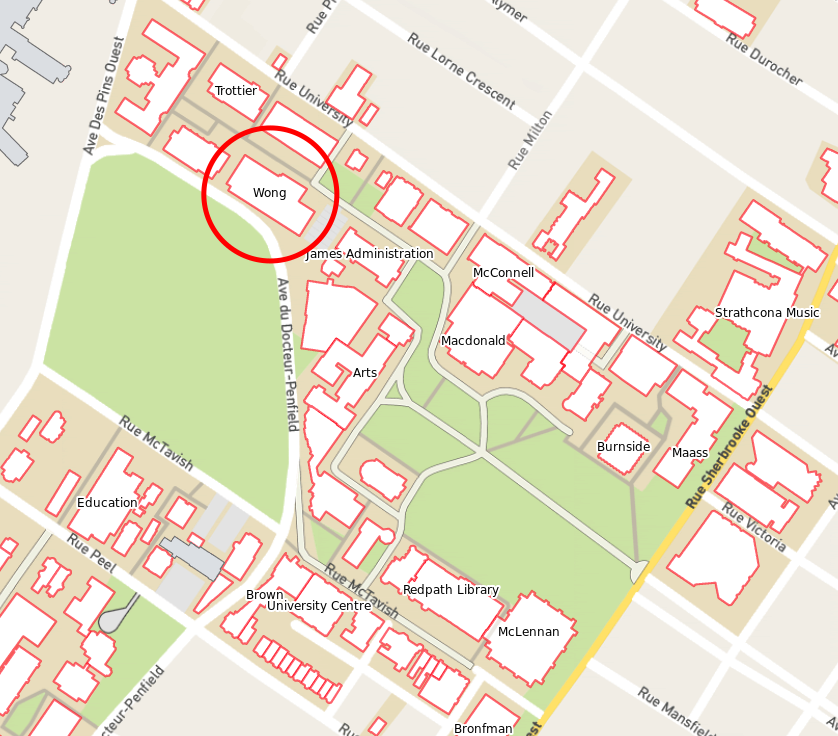 Rue Durocher
Rue Lorne Crescent
Ave Des Pins Ouest
Trottier
Rue University
Rue Milton
Wong
James Administration
McConnell
Ave du Docteur-Penfield
Rue University
Strathcona Music
Macdonald
Arts
Rue McTavish
Burnside
Maass
Rue Sherbrooke Ouest
Education
Rue Victoria
Rue Peel
Rue McTavish
Redpath Library
Brown
University Centre
McLennan
cteur-Penfield
Rue Mansfield
Bronfman